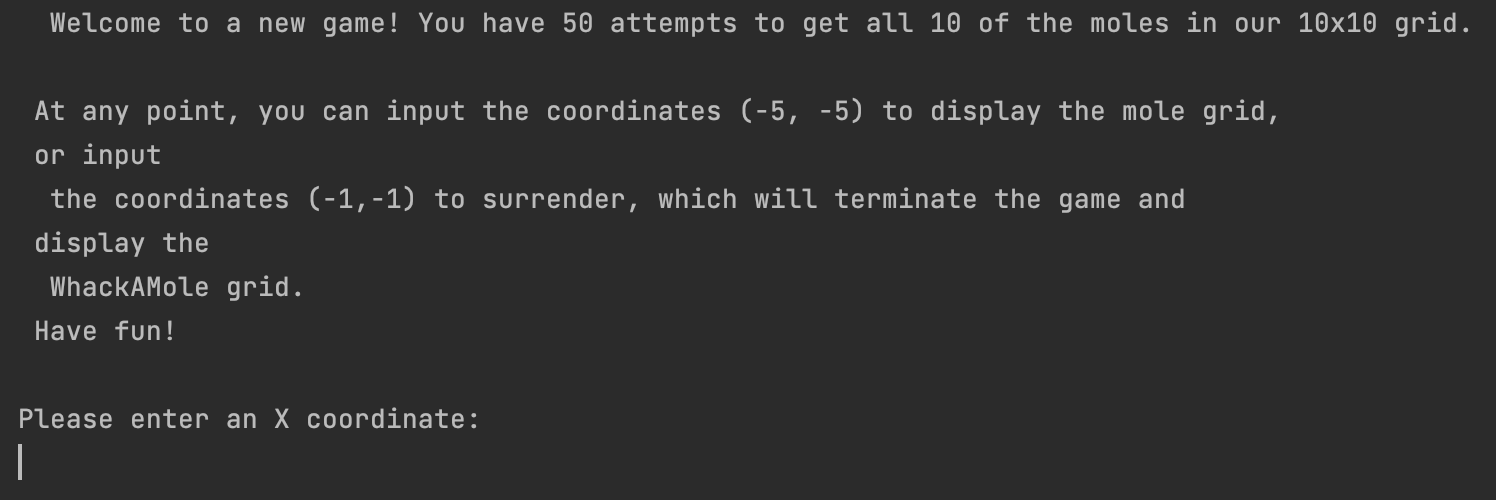 Welcome to a new game! You have 50 attempts to get all 10 of the moles in our 10x10 grid.
At any point, you can input the coordinates (-5, -5) to display the mole grid,
or input
the coordinates (-1,-1) to surrender, which will terminate the game and
display the
WhackAMole grid.
Have fun!
Please enter an X coordinate: